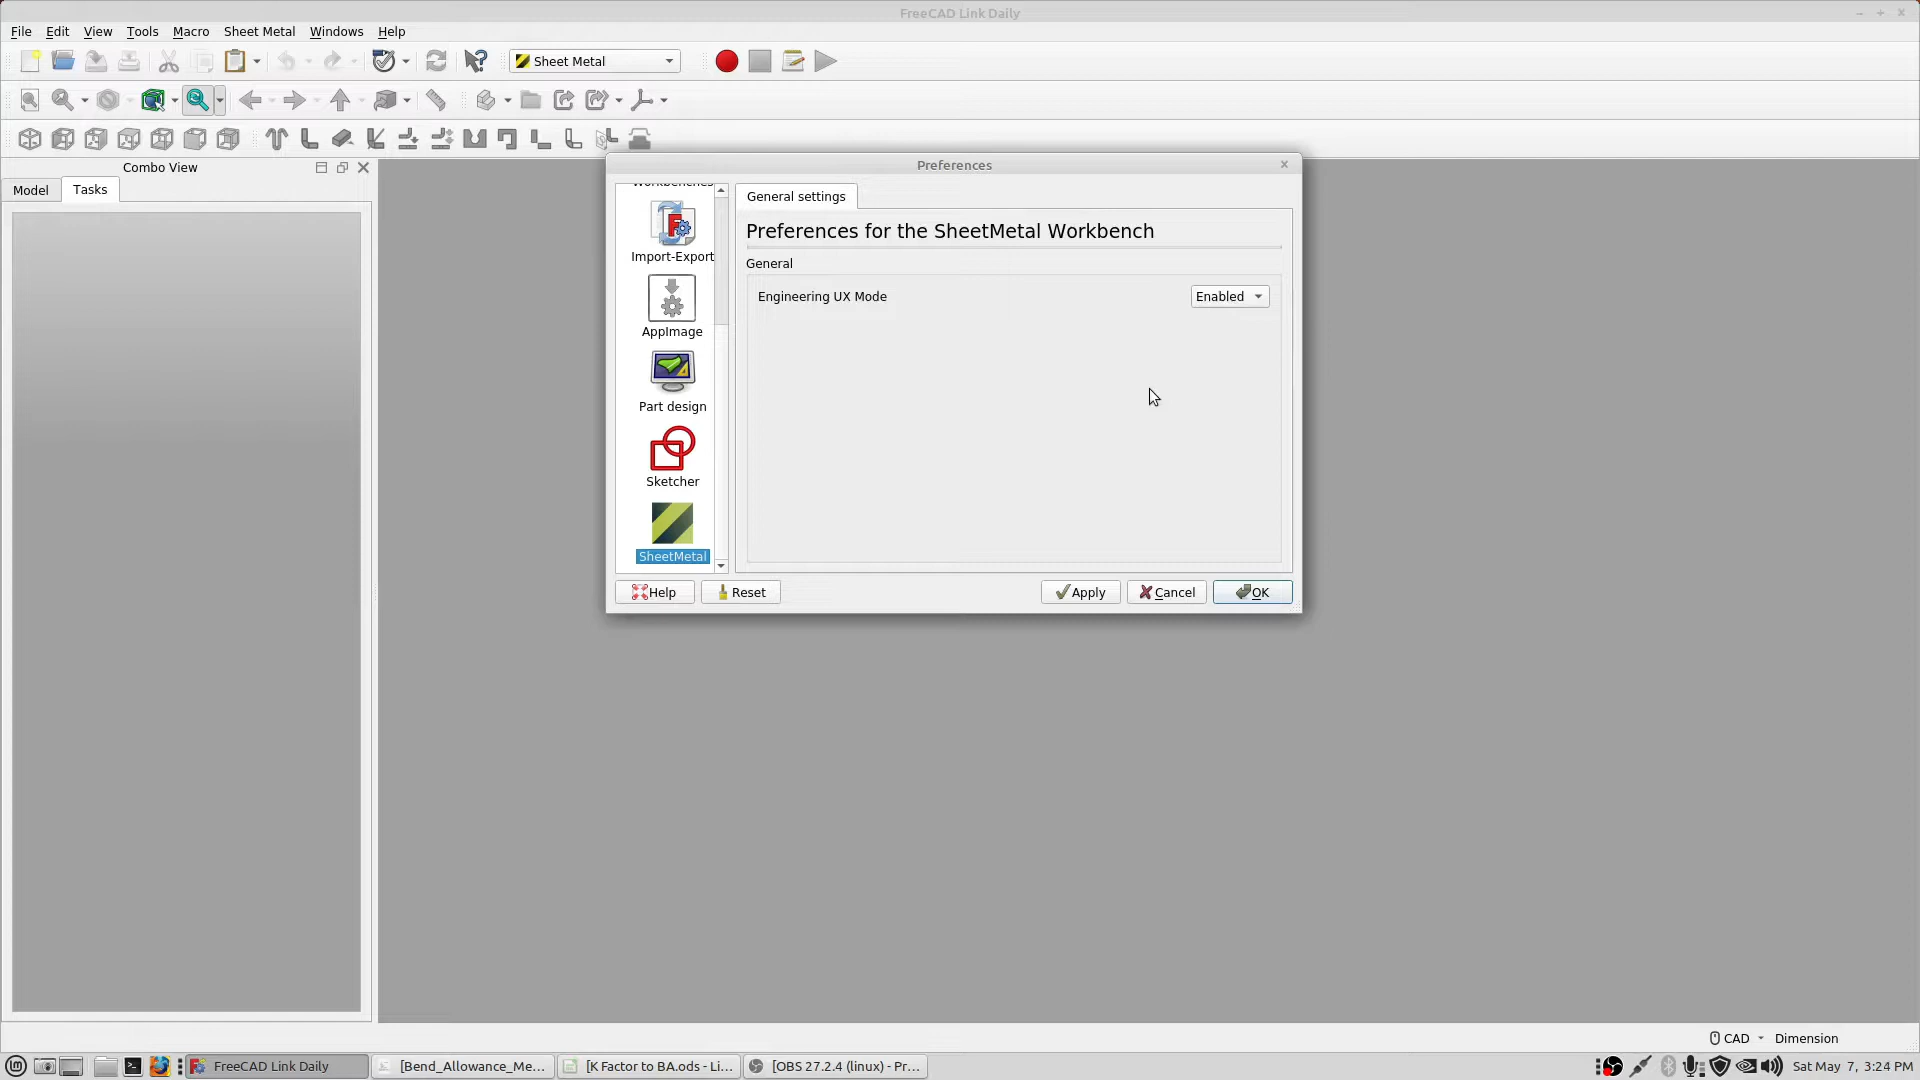 FreeCAD Link Daily
File Edit View Tools Macro Sheet Metal Windows Help
Sheet Metal
Combo View
Model Tasks
Preferences
Workbenches
Import-Export
AppImage
Part design
Sketcher
SheetMetal
General settings
Preferences for the SheetMetal Workbench
General
Engineering UX Mode Enabled
Help Reset Apply Cancel OK
CAD Dimension
FreeCAD Link Daily [Bend_Allowance_Me... [K Factor to BA.ods - Li... [OBS 27.2.4 (linux) - Pr... Sat May 7, 3:24 PM